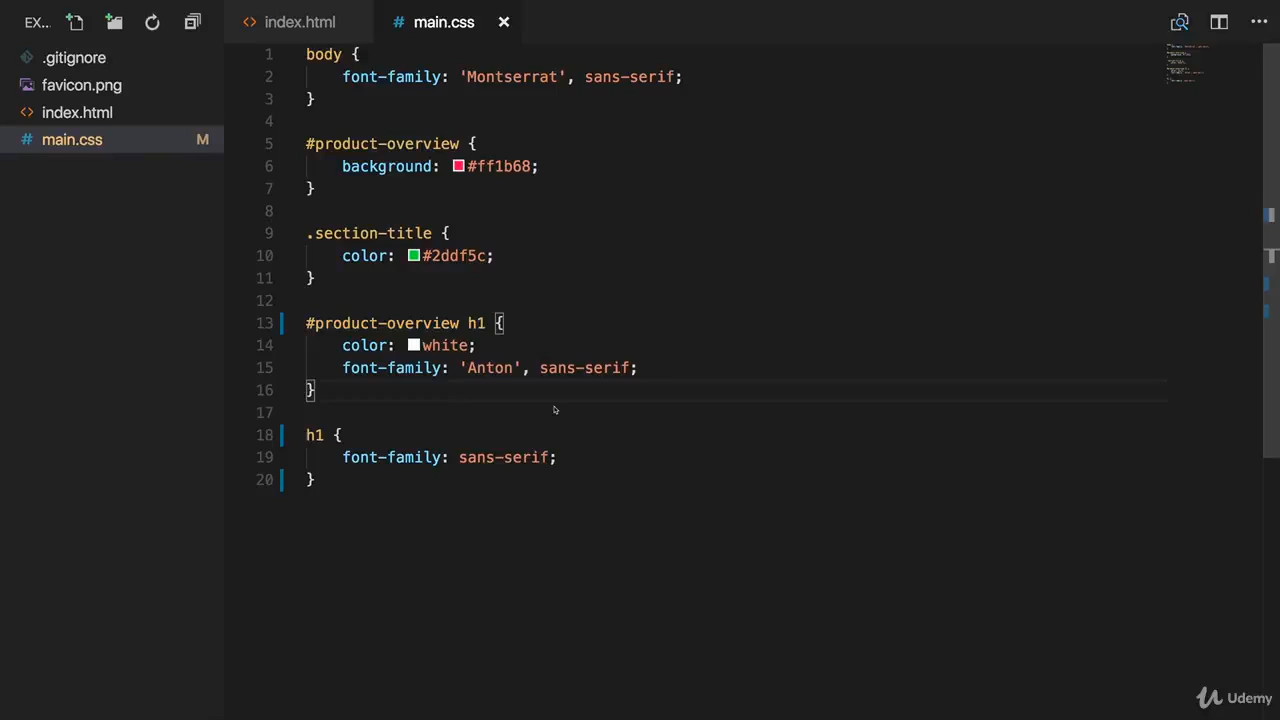 EX...
index.html
main.css
.gitignore
favicon.png
index.html
main.css M
1 body {
2 font-family: 'Montserrat', sans-serif;
3 }
4
5 #product-overview {
6 background: #ff1b68;
7 }
8
9 .section-title {
10 color: #2ddf5c;
11 }
12
13 #product-overview h1 {
14 color: white;
15 font-family: 'Anton', sans-serif;
16 }
17
18 h1 {
19 font-family: sans-serif;
20 }
Udemy